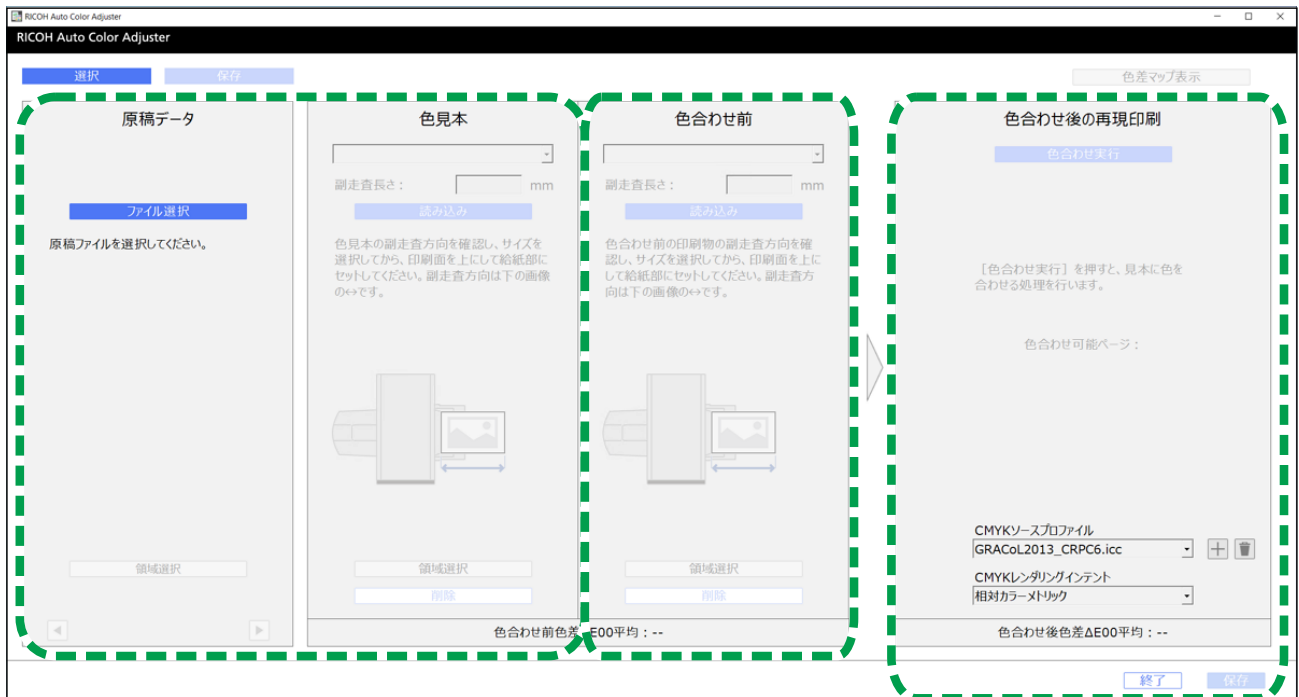 RICOH Auto Color Adjuster
RICOH Auto Color Adjuster
選択
保存
色差マップ表示
原稿データ
ファイル選択
原稿ファイルを選択してください。
領域選択
色見本
副走査長さ：
mm
読み込み
色見本の副走査方向を確認し、サイズを
選択してから、印刷面を上にして給紙部に
セットしてください。副走査方向は下の画像
の⇔です。
領域選択
削除
色合わせ前
副走査長さ：
mm
読み込み
色合わせ前の印刷物の副走査方向を確
認し、サイズを選択してから、印刷面を上に
して給紙部にセットしてください。副走査方
向は下の画像の⇔です。
領域選択
削除
色合わせ前色差 E00平均：--
色合わせ後の再現印刷
色合わせ実行
［色合わせ実行］を押すと、見本に色を
合わせる処理を行います。
色合わせ可能ページ：
CMYKソースプロファイル
GRACoL2013_CRPC6.icc
CMYKレンダリングインテント
相対カラーメトリック
色合わせ後色差ΔE00平均：--
終了
保存